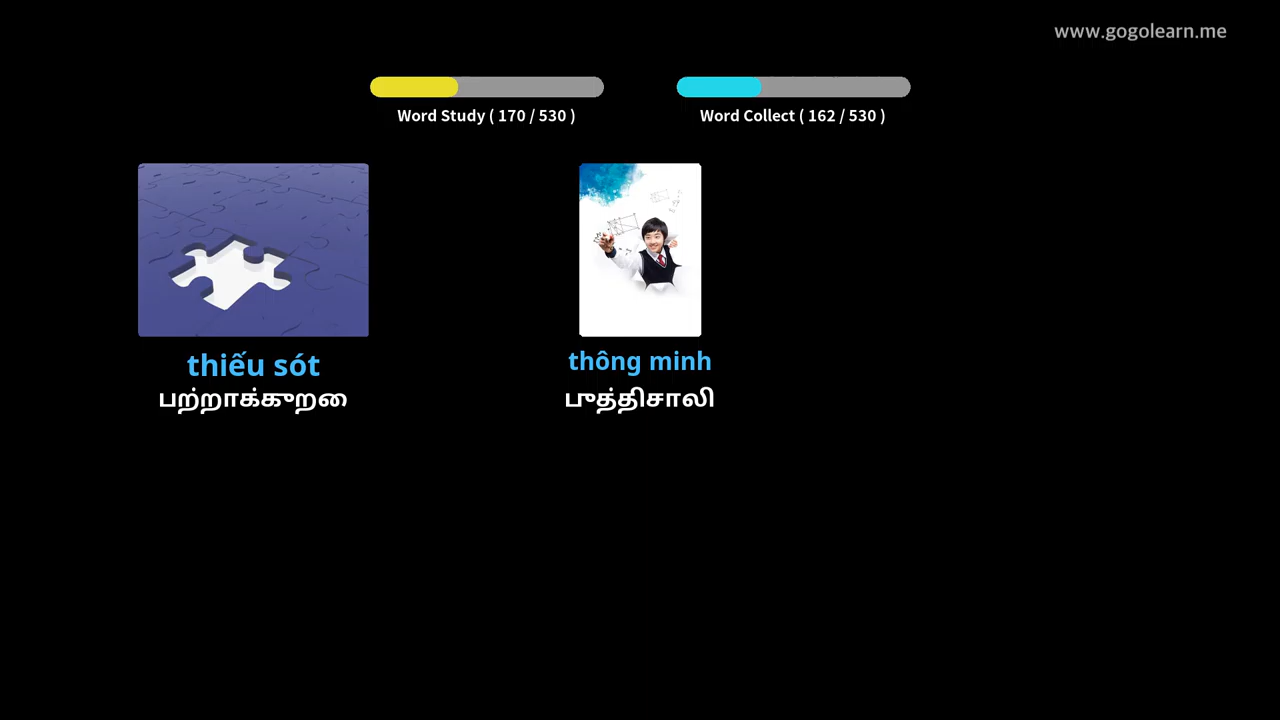 www.gogolearn.me
Word Study ( 170 / 530 )
Word Collect ( 162 / 530 )
thiếu sót
பற்றாக்குறை
thông minh
புத்திசாலி